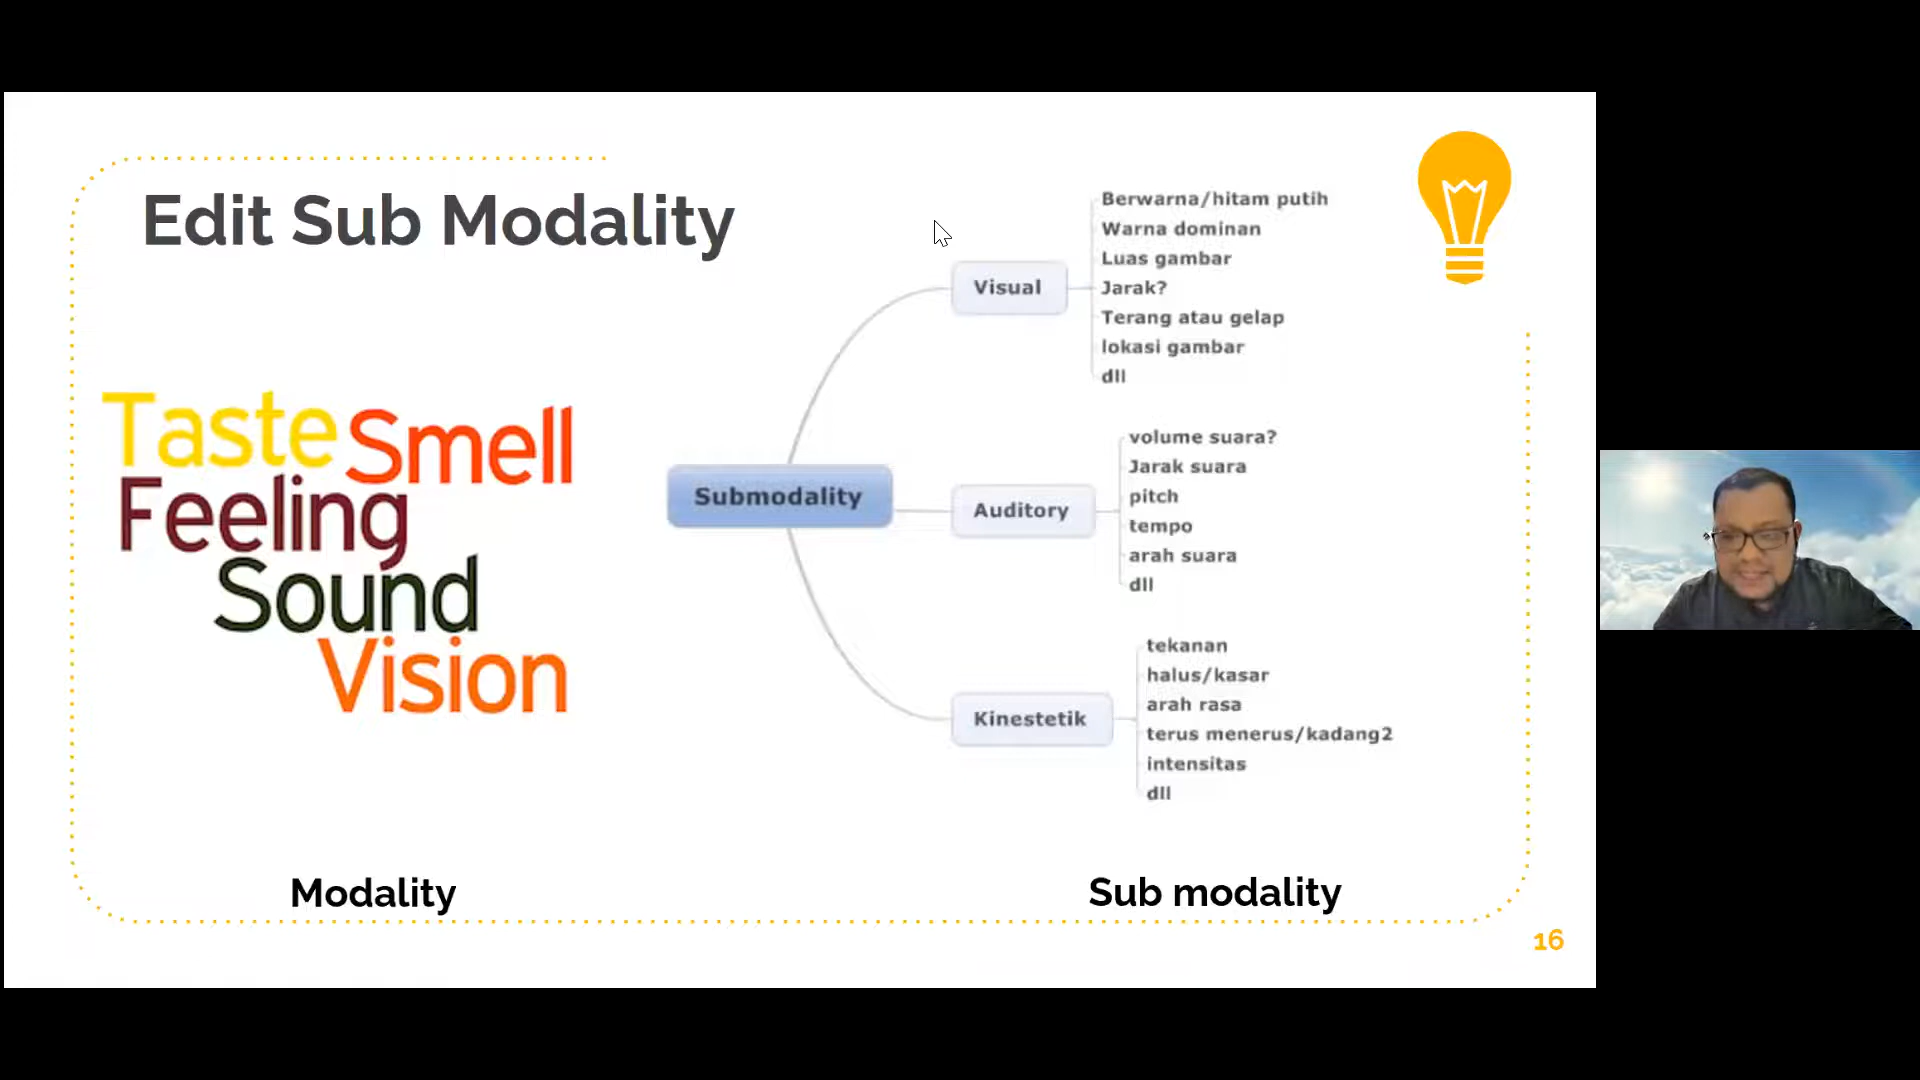 Edit Sub Modality
Taste Smell
Feeling
Sound
Vision
Modality
Submodality
Visual
Berwarna/hitam putih
Warna dominan
Luas gambar
Jarak?
Terang atau gelap
lokasi gambar
dll
Auditory
volume suara?
Jarak suara
pitch
tempo
arah suara
dll
Kinestetik
tekanan
halus/kasar
arah rasa
terus menerus/kadang2
intensitas
dll
Sub modality
16